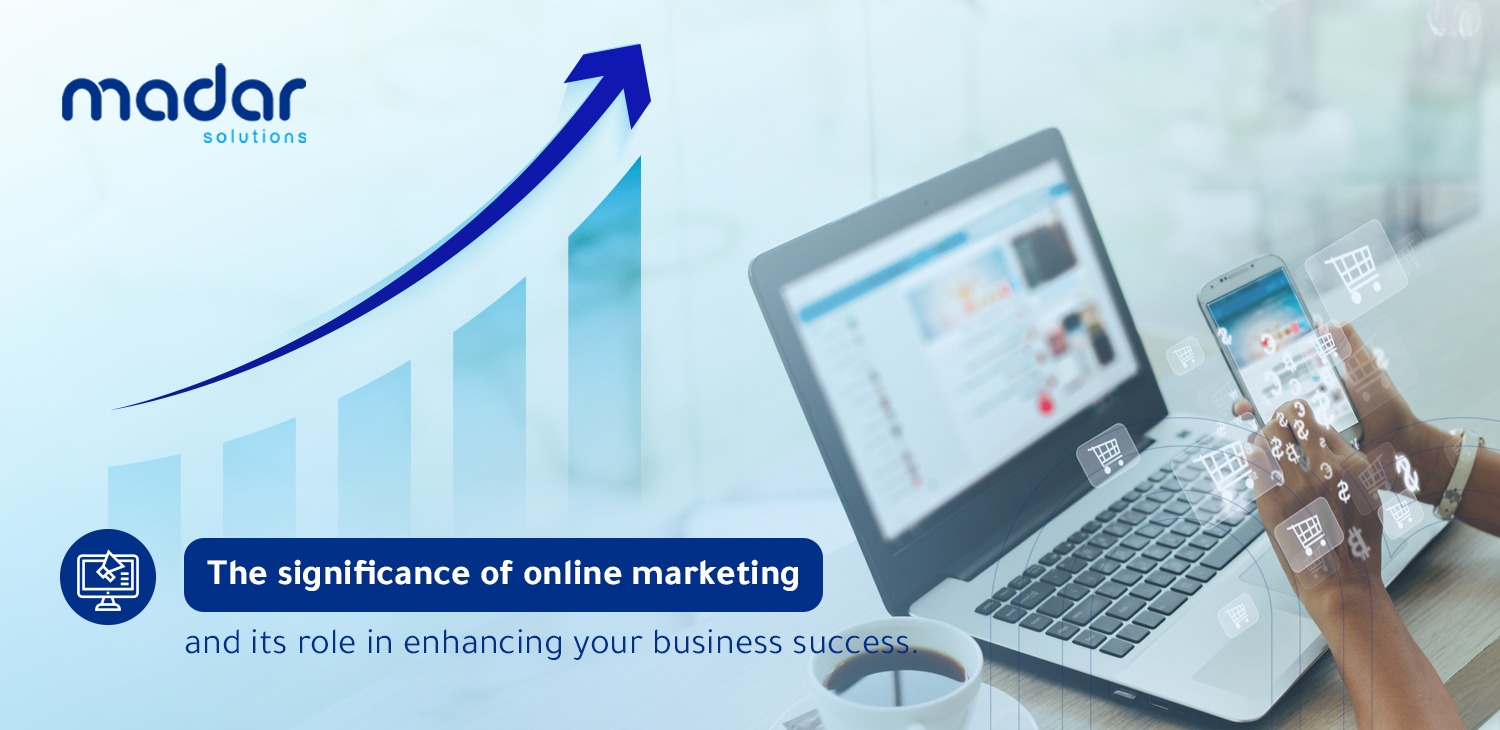 madar
solutions
The significance of online marketing
and its role in enhancing your business success.